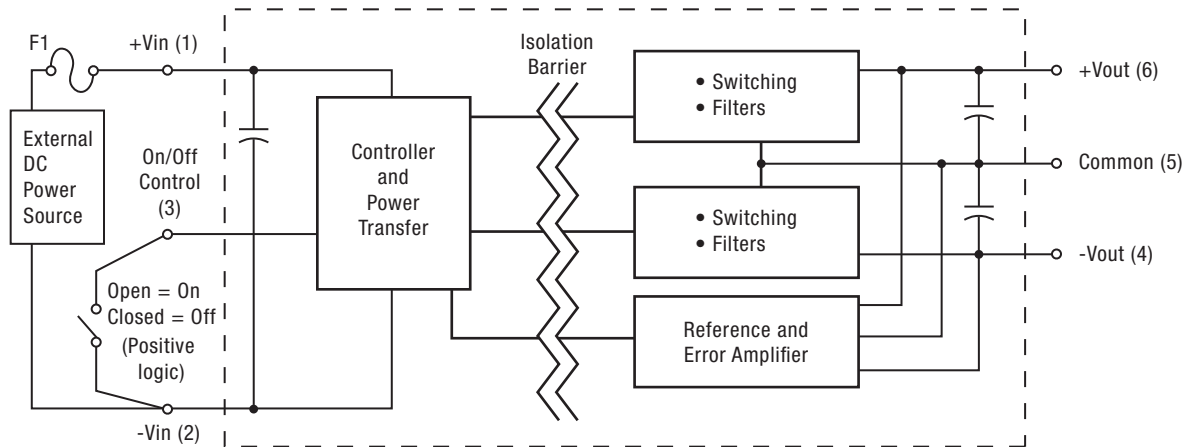 F1
+Vin (1)
External
DC
Power
Source
On/Off
Control
(3)
Open = On
Closed = Off
(Positive
logic)
-Vin (2)
Controller
and
Power
Transfer
Isolation
Barrier
• Switching
• Filters
• Switching
• Filters
Reference and
Error Amplifier
+Vout (6)
Common (5)
-Vout (4)